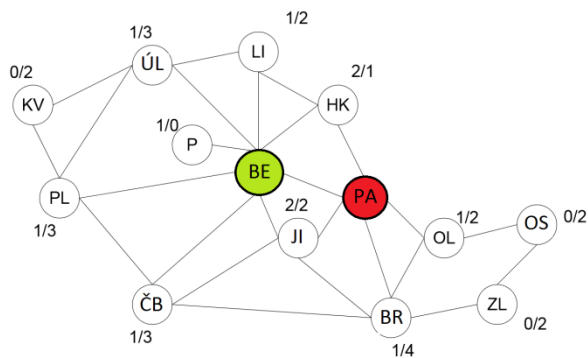 1/2
1/3
LI
ÚL
2/1
0/2
HK
KV
1/0
P
BE
PL
PA
2/2
1/2
0/2
OS
1/3
JI
OL
ČB
ZL
BR
1/3
0/2
1/4